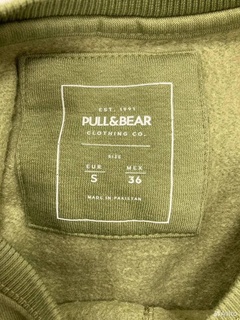 EST. 1991
PULL&BEAR
CLOTHING CO.
SIZE
EUR MEX
S 36
MADE IN PAKISTAN